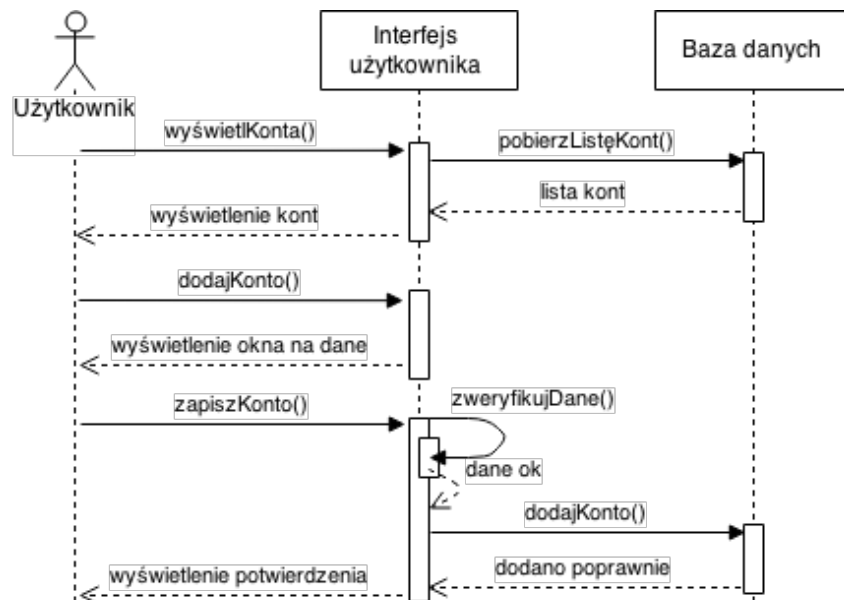 Użytkownik
Interfejs
użytkownika
Baza danych
wyświetlKonta()
pobierzListęKont()
lista kont
wyświetlenie kont
dodajKonto()
wyświetlenie okna na dane
zapiszKonto()
zweryfikujDane()
dane ok
dodajKonto()
dodano poprawnie
wyświetlenie potwierdzenia